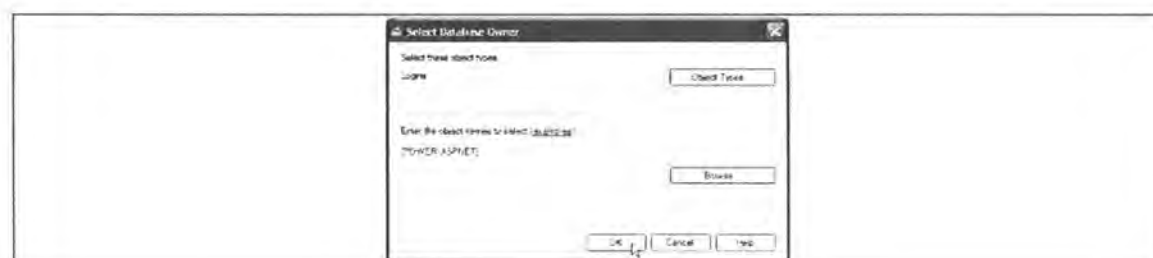 Select Database Owner
Select these object types
Logins
Object Types
Enter the object names to select (examples)
[POWER\ASPNET]
Browse
OK
Cancel
Help